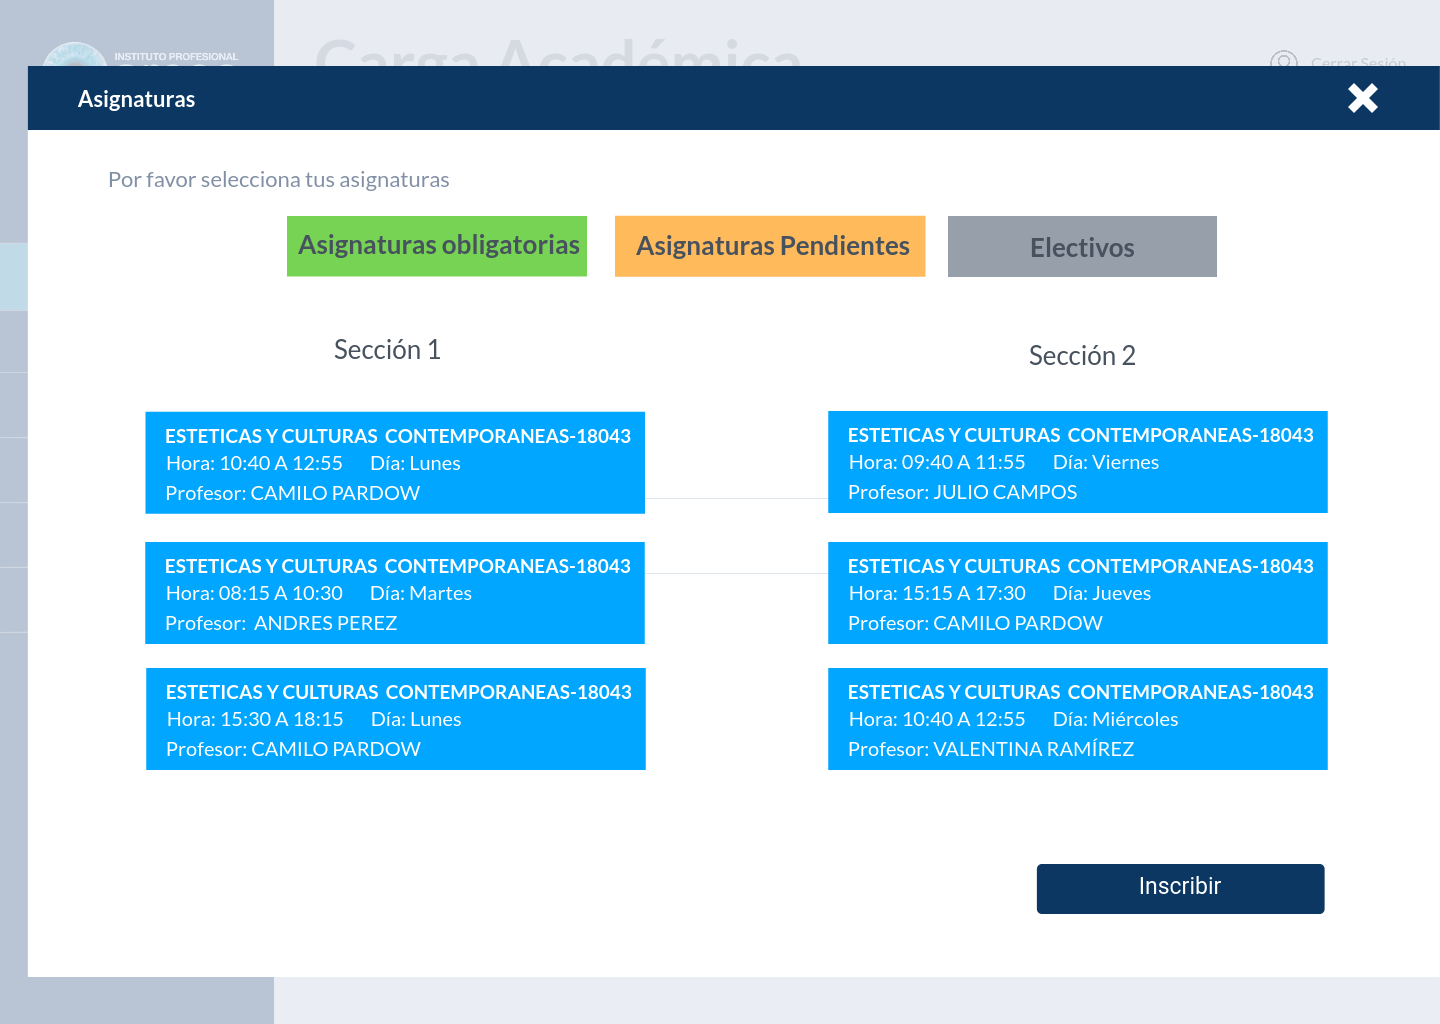 INSTITUTO PROFESIONAL
Carga Académica
Cerrar Sesión
Asignaturas
Por favor selecciona tus asignaturas
Asignaturas obligatorias
Asignaturas Pendientes
Electivos
Sección 1
Sección 2
ESTETICAS Y CULTURAS CONTEMPORANEAS-18043
Hora: 10:40 A 12:55 Día: Lunes
Profesor: CAMILO PARDOW
ESTETICAS Y CULTURAS CONTEMPORANEAS-18043
Hora: 09:40 A 11:55 Día: Viernes
Profesor: JULIO CAMPOS
ESTETICAS Y CULTURAS CONTEMPORANEAS-18043
Hora: 08:15 A 10:30 Día: Martes
Profesor: ANDRES PEREZ
ESTETICAS Y CULTURAS CONTEMPORANEAS-18043
Hora: 15:15 A 17:30 Día: Jueves
Profesor: CAMILO PARDOW
ESTETICAS Y CULTURAS CONTEMPORANEAS-18043
Hora: 15:30 A 18:15 Día: Lunes
Profesor: CAMILO PARDOW
ESTETICAS Y CULTURAS CONTEMPORANEAS-18043
Hora: 10:40 A 12:55 Día: Miércoles
Profesor: VALENTINA RAMÍREZ
Inscribir